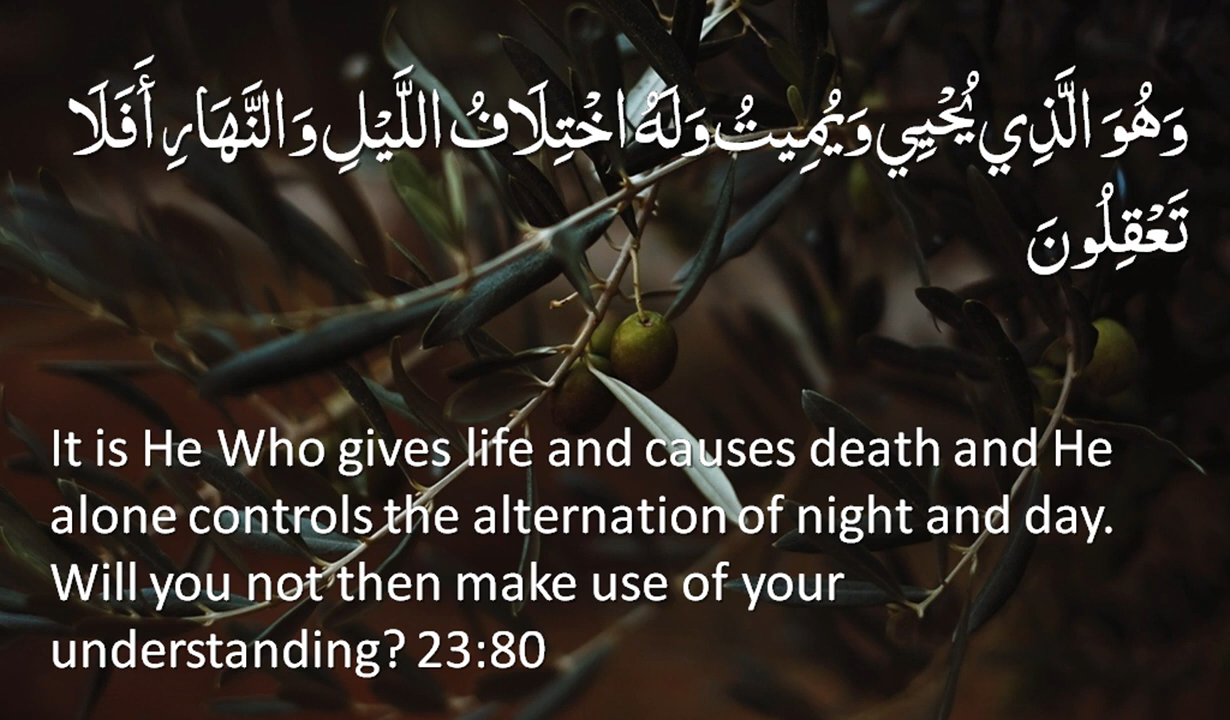 وَهُوَ الَّذِي يُحْيِي وَيُمِيتُ وَلَهُ اخْتِلَافُ اللَّيْلِ وَالنَّهَارِ أَفَلَا
تَعْقِلُونَ
It is He Who gives life and causes death and He
alone controls the alternation of night and day.
Will you not then make use of your
understanding? 23:80